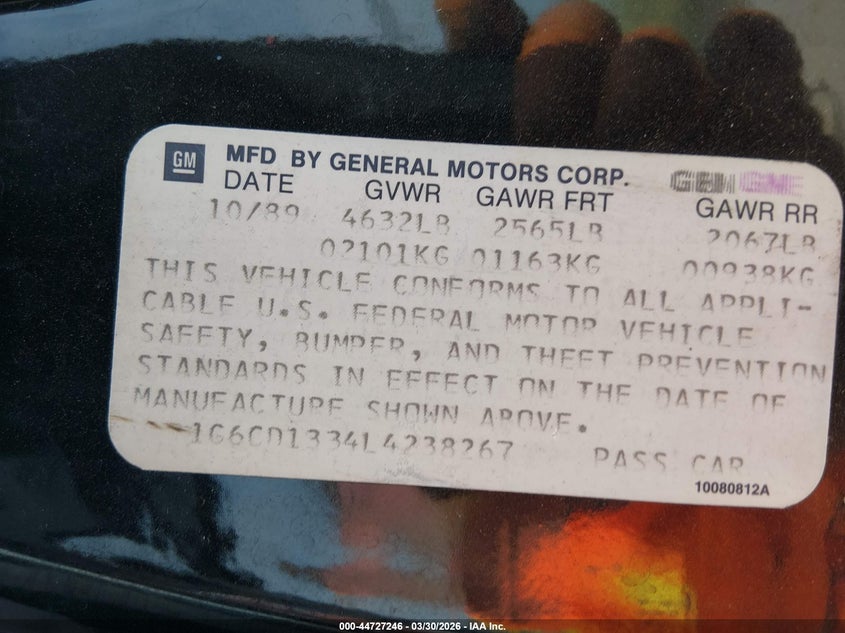 GM MFD BY GENERAL MOTORS CORP.
DATE GVWR GAWR FRT GAWR RR
10/89 4632LB 2565LB 2067LB
02101KG 01163KG 00938KG
THIS VEHICLE CONFORMS TO ALL APPLI-
CABLE U.S. FEDERAL MOTOR VEHICLE
SAFETY, BUMPER, AND THEFT PREVENTION
STANDARDS IN EFFECT ON THE DATE OF
MANUFACTURE SHOWN ABOVE.
1G6CD1334L4238267 PASS CAR
10080812A
000-44727246 - 03/30/2026 - IAA Inc.